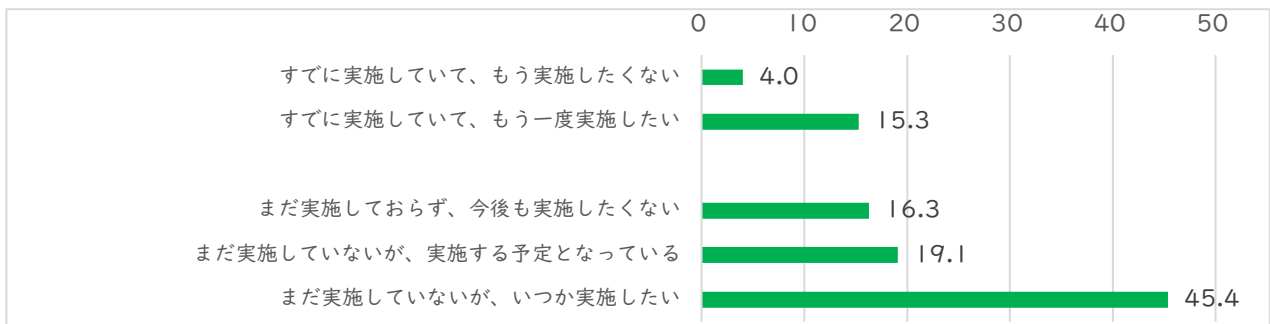 0 10 20 30 40 50
すでに実施していて、もう実施したくない 4.0
すでに実施していて、もう一度実施したい 15.3
まだ実施しておらず、今後も実施したくない 16.3
まだ実施していないが、実施する予定となっている 19.1
まだ実施していないが、いつか実施したい 45.4